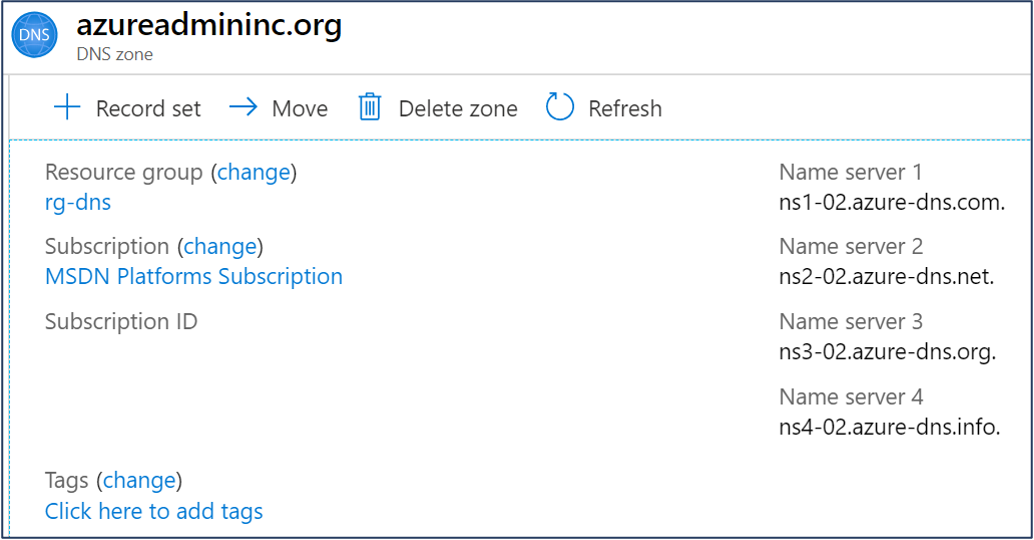 DNS
azureadmininc.org
DNS zone
Record set
Move
Delete zone
Refresh
Resource group (change)
rg-dns
Subscription (change)
MSDN Platforms Subscription
Subscription ID
Tags (change)
Click here to add tags
Name server 1
ns1-02.azure-dns.com.
Name server 2
ns2-02.azure-dns.net.
Name server 3
ns3-02.azure-dns.org.
Name server 4
ns4-02.azure-dns.info.